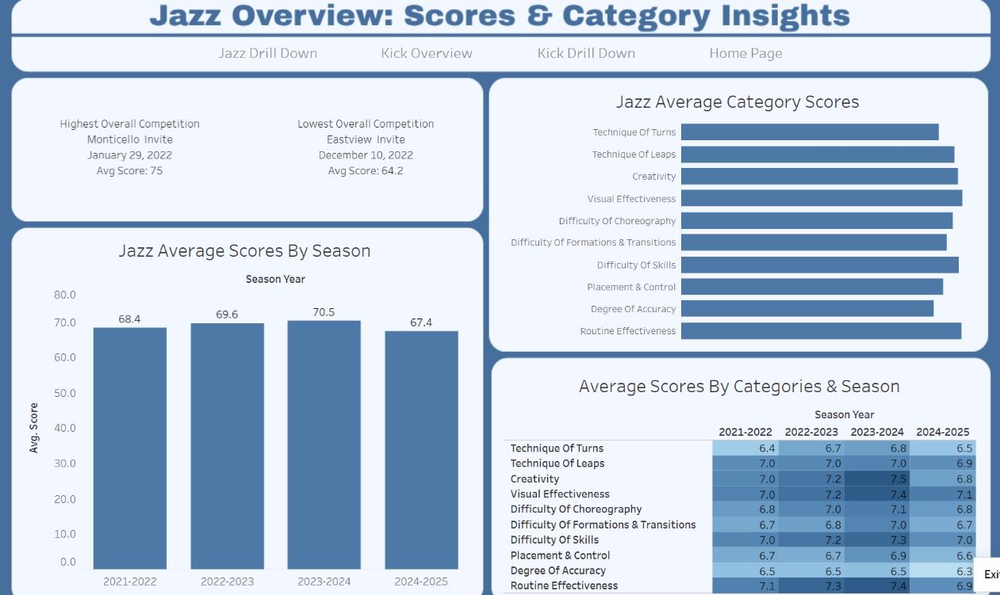 Jazz Overview: Scores & Category Insights
Jazz Drill Down Kick Overview Kick Drill Down Home Page
Highest Overall Competition
Monticello Invite
January 29, 2022
Avg Score: 75
Lowest Overall Competition
Eastview Invite
December 10, 2022
Avg Score: 64.2
Jazz Average Scores By Season
Season Year
Avg. Score
80.0
70.0
60.0
50.0
40.0
30.0
20.0
10.0
0.0
68.4 69.6 70.5 67.4
2021-2022 2022-2023 2023-2024 2024-2025
Jazz Average Category Scores
Technique Of Turns
Technique Of Leaps
Creativity
Visual Effectiveness
Difficulty Of Choreography
Difficulty Of Formations & Transitions
Difficulty Of Skills
Placement & Control
Degree Of Accuracy
Routine Effectiveness
Average Scores By Categories & Season
Season Year
2021-2022 2022-2023 2023-2024 2024-2025
Technique Of Turns 6.4 6.7 6.8 6.5
Technique Of Leaps 7.0 7.0 7.0 6.9
Creativity 7.0 7.2 7.5 6.8
Visual Effectiveness 7.0 7.2 7.4 7.1
Difficulty Of Choreography 6.8 7.0 7.1 6.8
Difficulty Of Formations & Transitions 6.7 6.8 7.0 6.7
Difficulty Of Skills 7.0 7.2 7.3 7.0
Placement & Control 6.7 6.7 6.9 6.6
Degree Of Accuracy 6.5 6.5 6.5 6.3
Routine Effectiveness 7.1 7.3 7.4 6.9